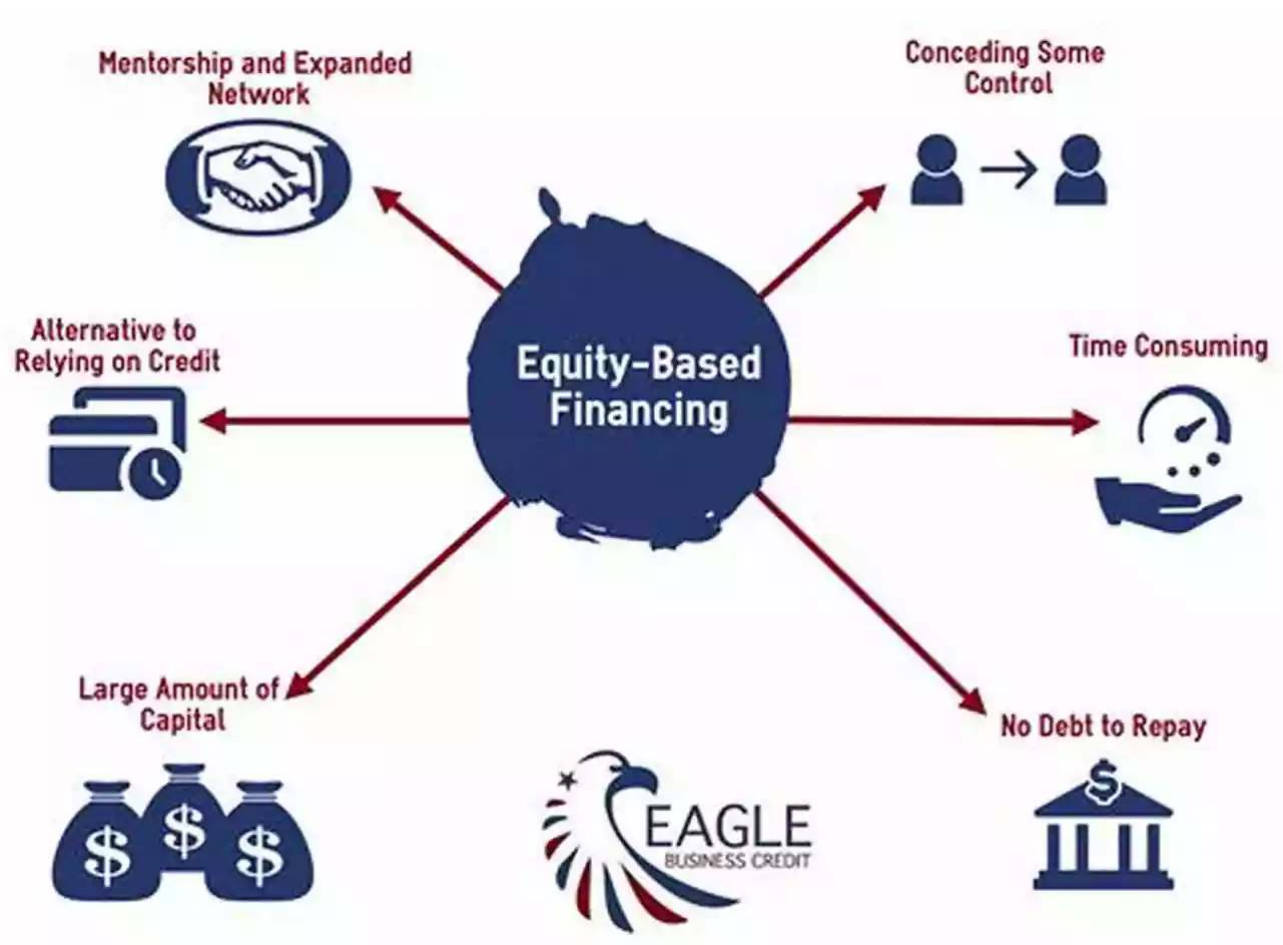 Mentorship and Expanded
Network
Conceding Some
Control
Alternative to
Relying on Credit
Equity-Based
Financing
Time Consuming
Large Amount of
Capital
$ $ $
No Debt to Repay
$
EAGLE
BUSINESS CREDIT